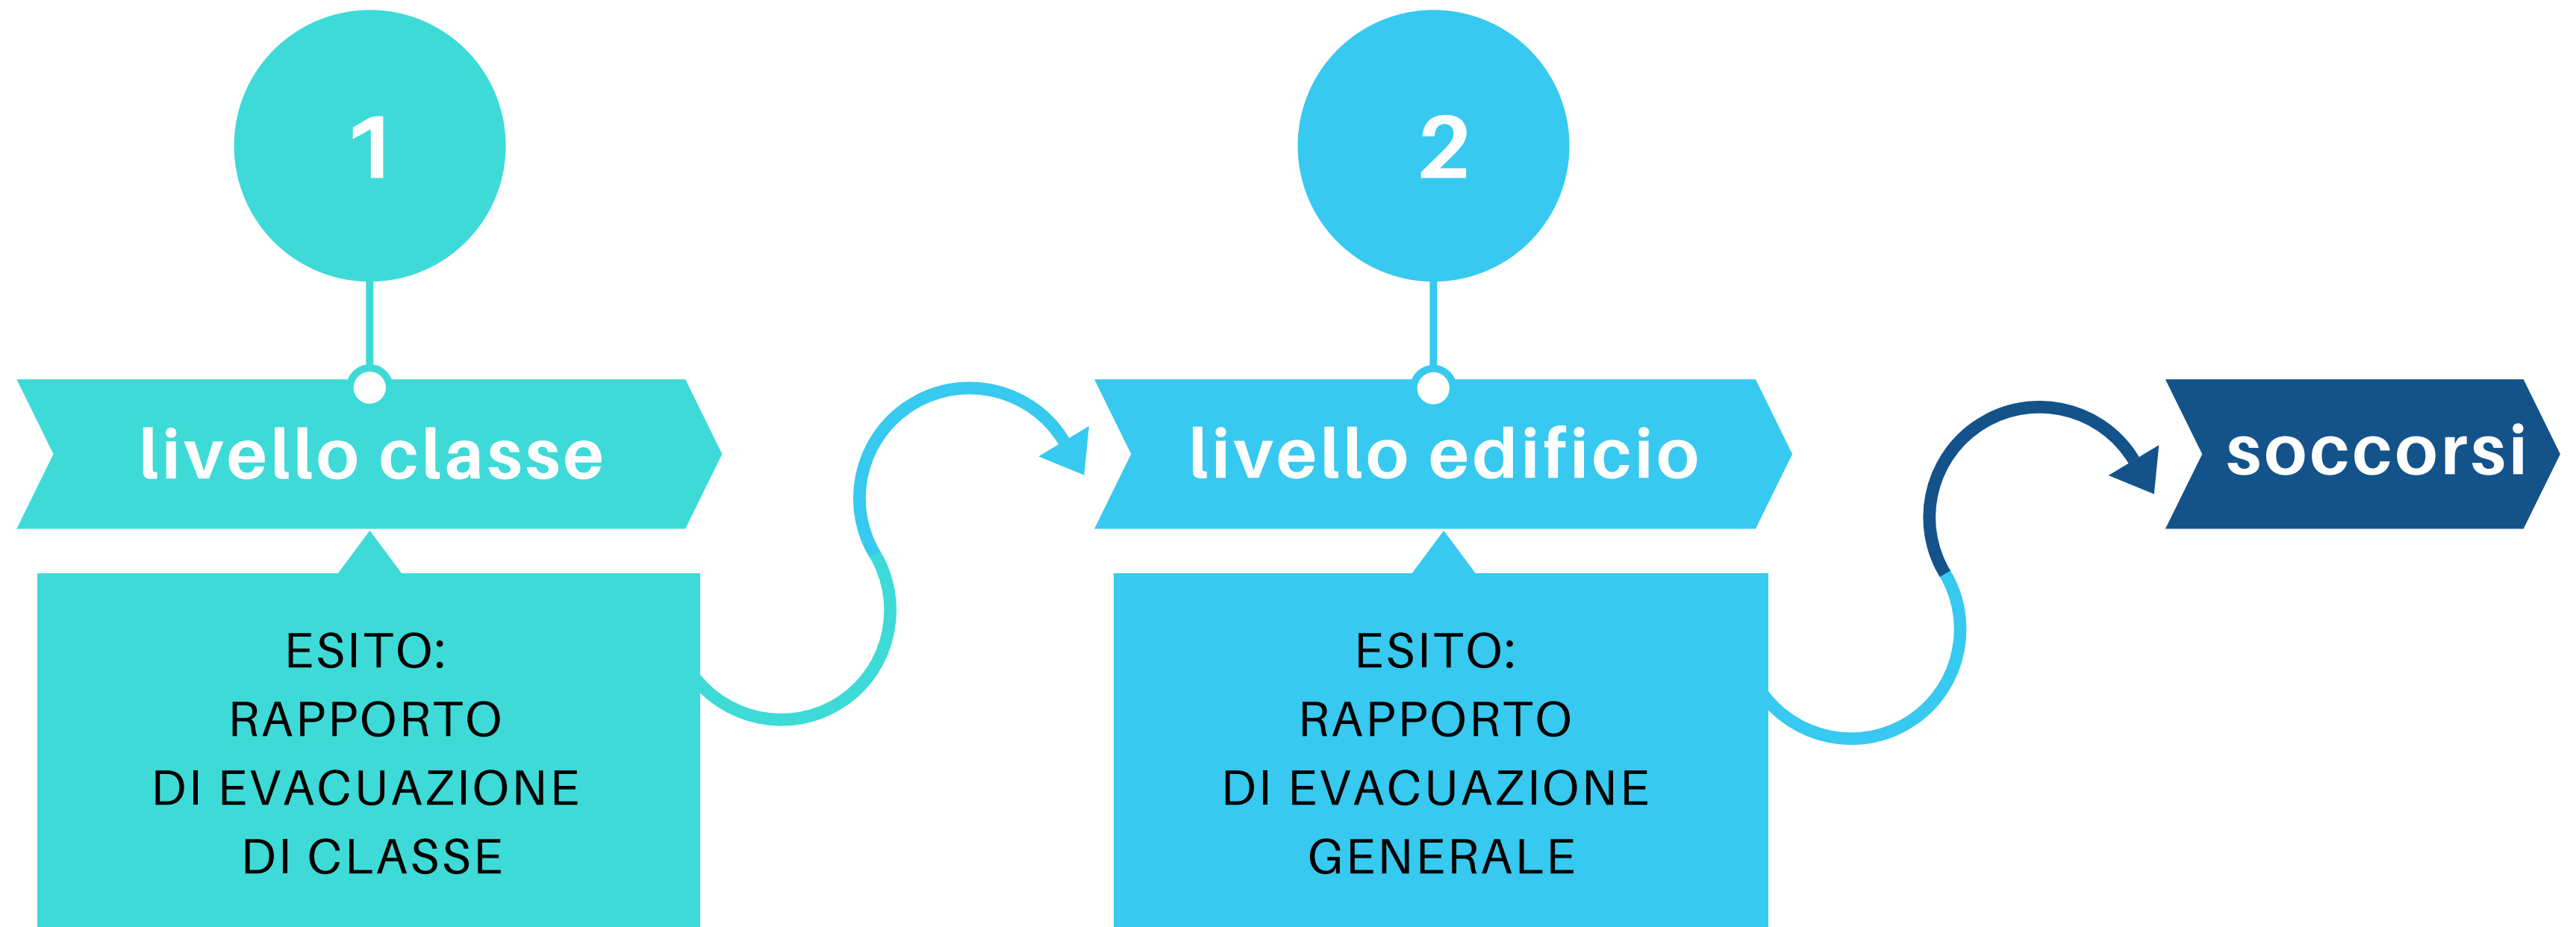 1
livello classe
ESITO:
RAPPORTO
DI EVACUAZIONE
DI CLASSE
2
livello edificio
ESITO:
RAPPORTO
DI EVACUAZIONE
GENERALE
soccorsi